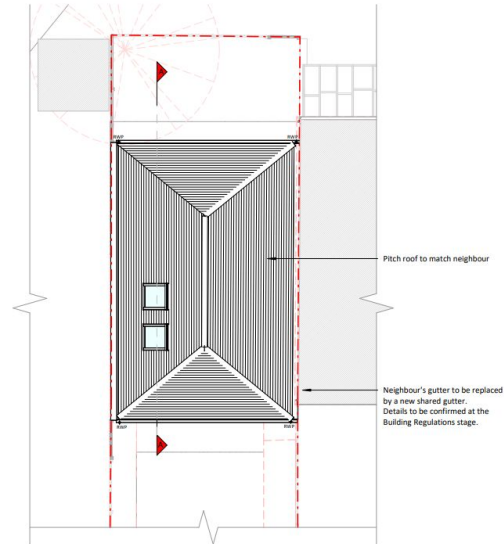 RWP
RWP
Pitch roof to match neighbour
Neighbour's gutter to be replaced
by a new shared gutter.
Details to be confirmed at the
Building Regulations stage.
RWP
RWP